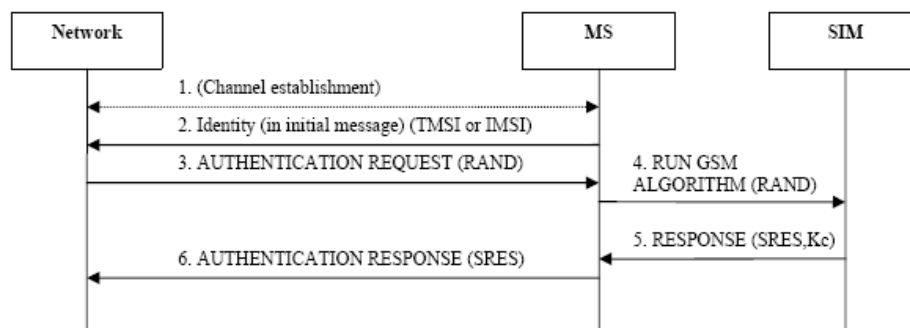 Network
MS
SIM
1. (Channel establishment)
2. Identity (in initial message) (TMSI or IMSI)
3. AUTHENTICATION REQUEST (RAND)
4. RUN GSM
ALGORITHM (RAND)
5. RESPONSE (SRES,Kc)
6. AUTHENTICATION RESPONSE (SRES)